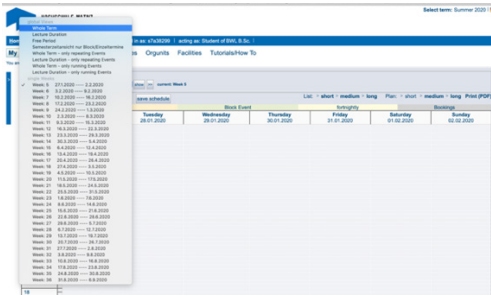 Select term: Summer 2020
Global Views
Whole Term
Lecture Duration
Free Period
Semesterzeitansicht nur Block/Einzeltermine
Whole Term - only repeating Events
Lecture Duration - only repeating Events
Whole Term - only running Events
Lecture Duration - only running Events
Single Weeks
in as: s7a38299 | acting as: Student of BWL B.Sc. !
My
es Orgunits Facilities Tutorials/How To
current: Week 5
save schedule
List: short medium long Plan: short medium long Print (PDF)
Block Event fortnightly Bookings
Tuesday Wednesday Thursday Friday Saturday Sunday
28.01.2020 29.01.2020 30.01.2020 31.01.2020 01.02.2020 02.02.2020
✓ Week: 5 27.1.2020 ---- 2.2.2020
Week: 6 3.2.2020 ---- 9.2.2020
Week: 7 10.2.2020 ---- 16.2.2020
Week: 8 17.2.2020 ---- 23.2.2020
Week: 9 24.2.2020 ---- 1.3.2020
Week: 10 2.3.2020 ---- 8.3.2020
Week: 11 9.3.2020 ---- 15.3.2020
Week: 12 16.3.2020 ---- 22.3.2020
Week: 13 23.3.2020 ---- 29.3.2020
Week: 14 30.3.2020 ---- 5.4.2020
Week: 15 6.4.2020 ---- 12.4.2020
Week: 16 13.4.2020 ---- 19.4.2020
Week: 17 20.4.2020 ---- 26.4.2020
Week: 18 27.4.2020 ---- 3.5.2020
Week: 19 4.5.2020 ---- 10.5.2020
Week: 20 11.5.2020 ---- 17.5.2020
Week: 21 18.5.2020 ---- 24.5.2020
Week: 22 25.5.2020 ---- 31.5.2020
Week: 23 1.6.2020 ---- 7.6.2020
Week: 24 8.6.2020 ---- 14.6.2020
Week: 25 15.6.2020 ---- 21.6.2020
Week: 26 22.6.2020 ---- 28.6.2020
Week: 27 29.6.2020 ---- 5.7.2020
Week: 28 6.7.2020 ---- 12.7.2020
Week: 29 13.7.2020 ---- 19.7.2020
Week: 30 20.7.2020 ---- 26.7.2020
Week: 31 27.7.2020 ---- 2.8.2020
Week: 32 3.8.2020 ---- 9.8.2020
Week: 33 10.8.2020 ---- 16.8.2020
Week: 34 17.8.2020 ---- 23.8.2020
Week: 35 24.8.2020 ---- 30.8.2020
Week: 36 31.8.2020 ---- 6.9.2020
18